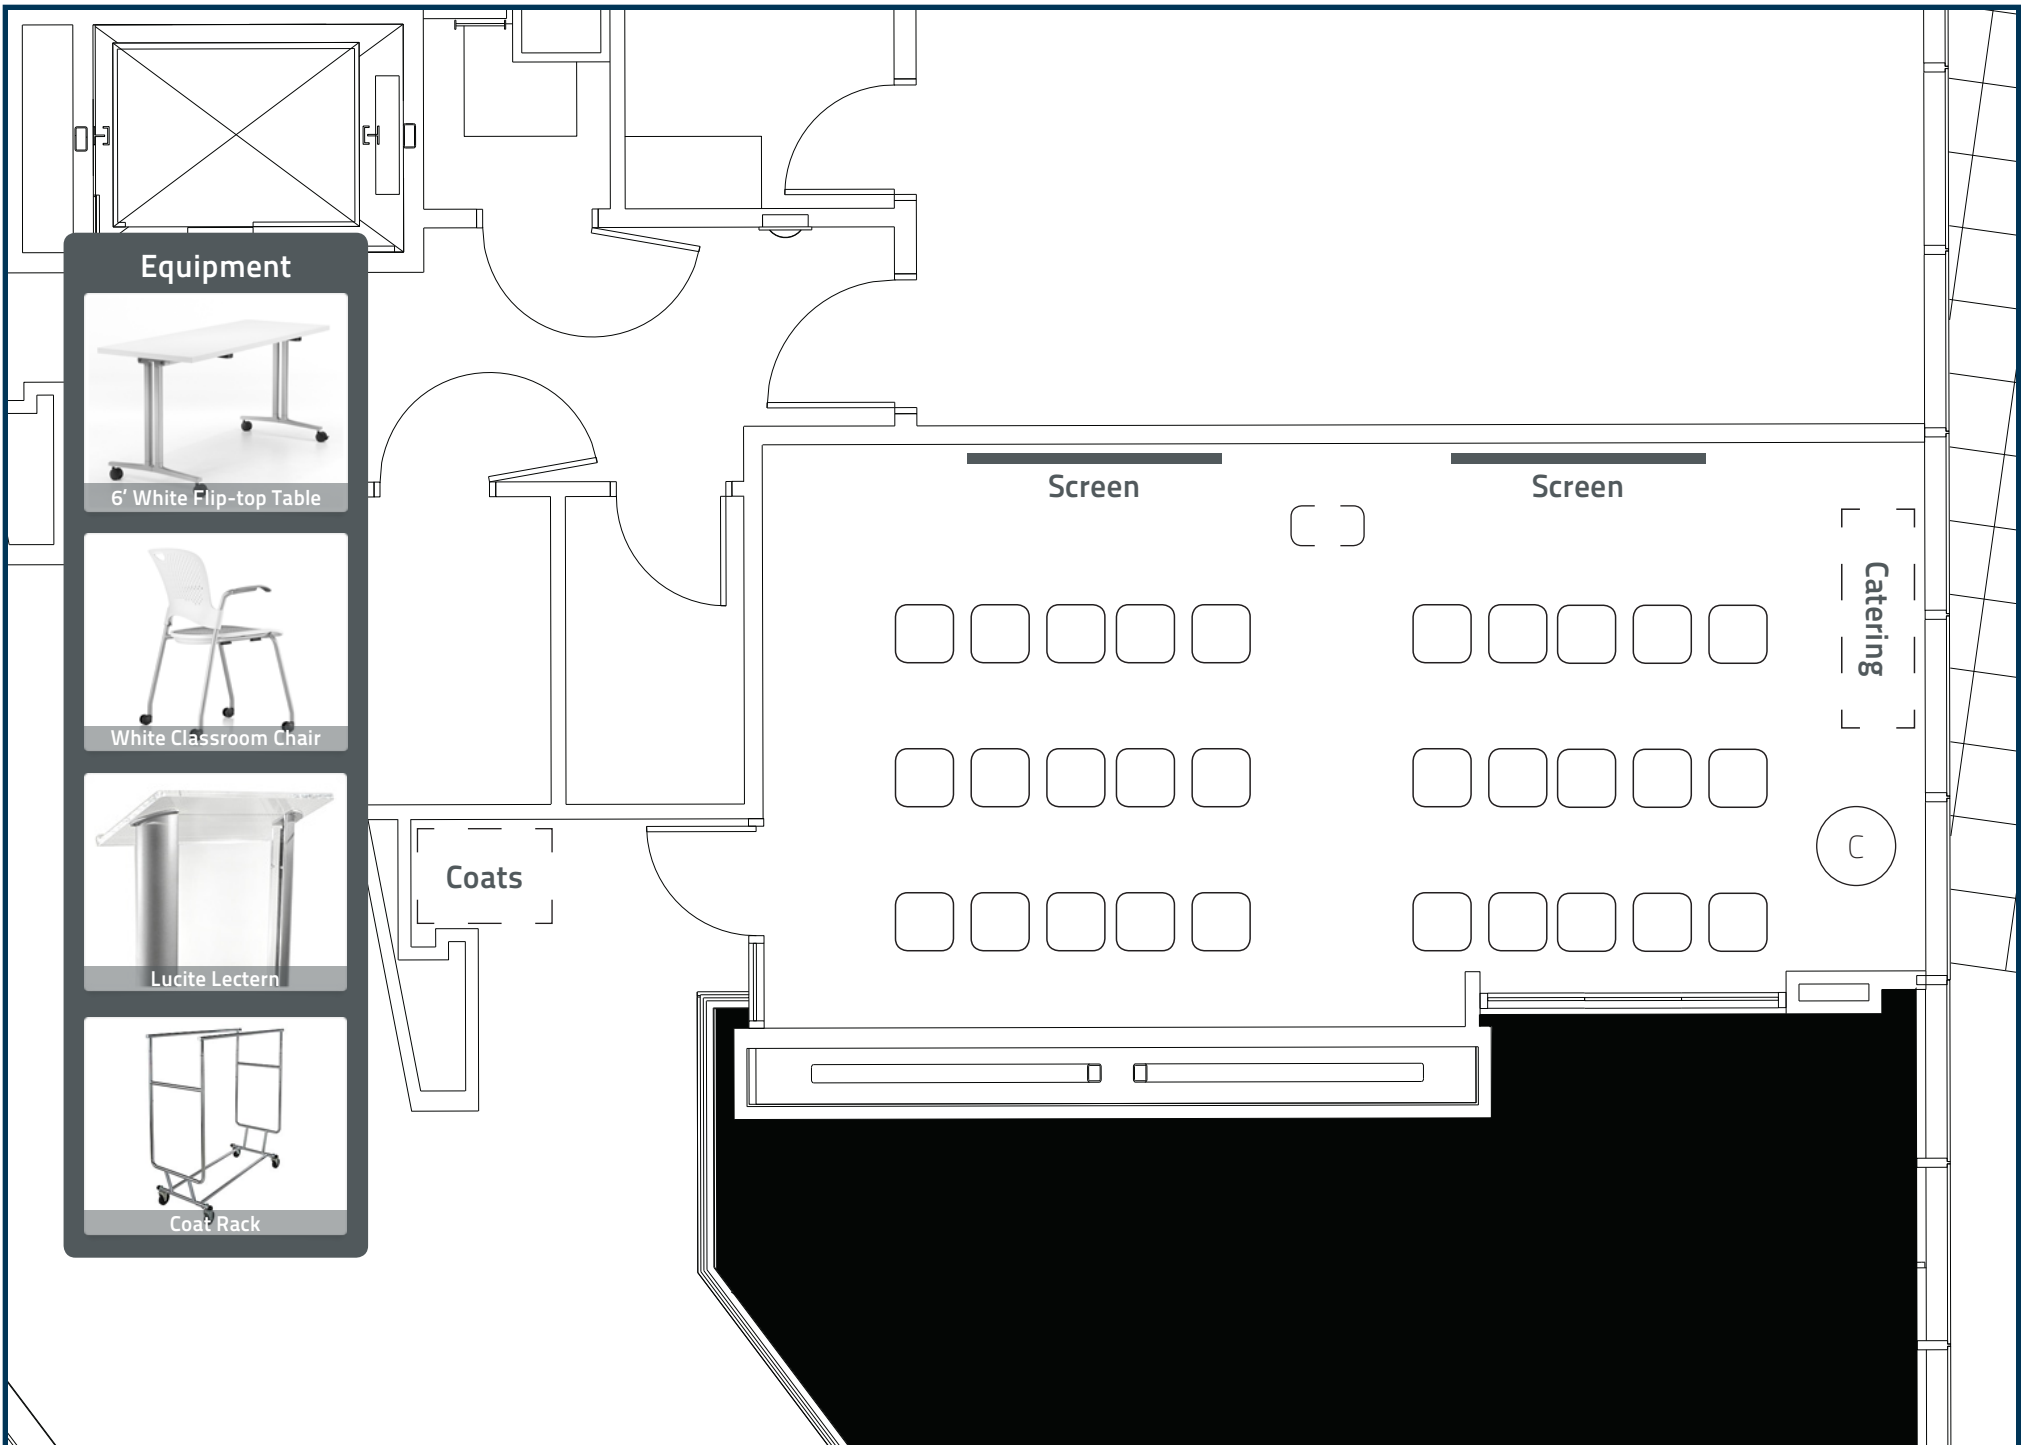 Equipment
6' White Flip-top Table
White Classroom Chair
Lucite Lectern
Coat Rack
Coats
Screen
Screen
Catering
C